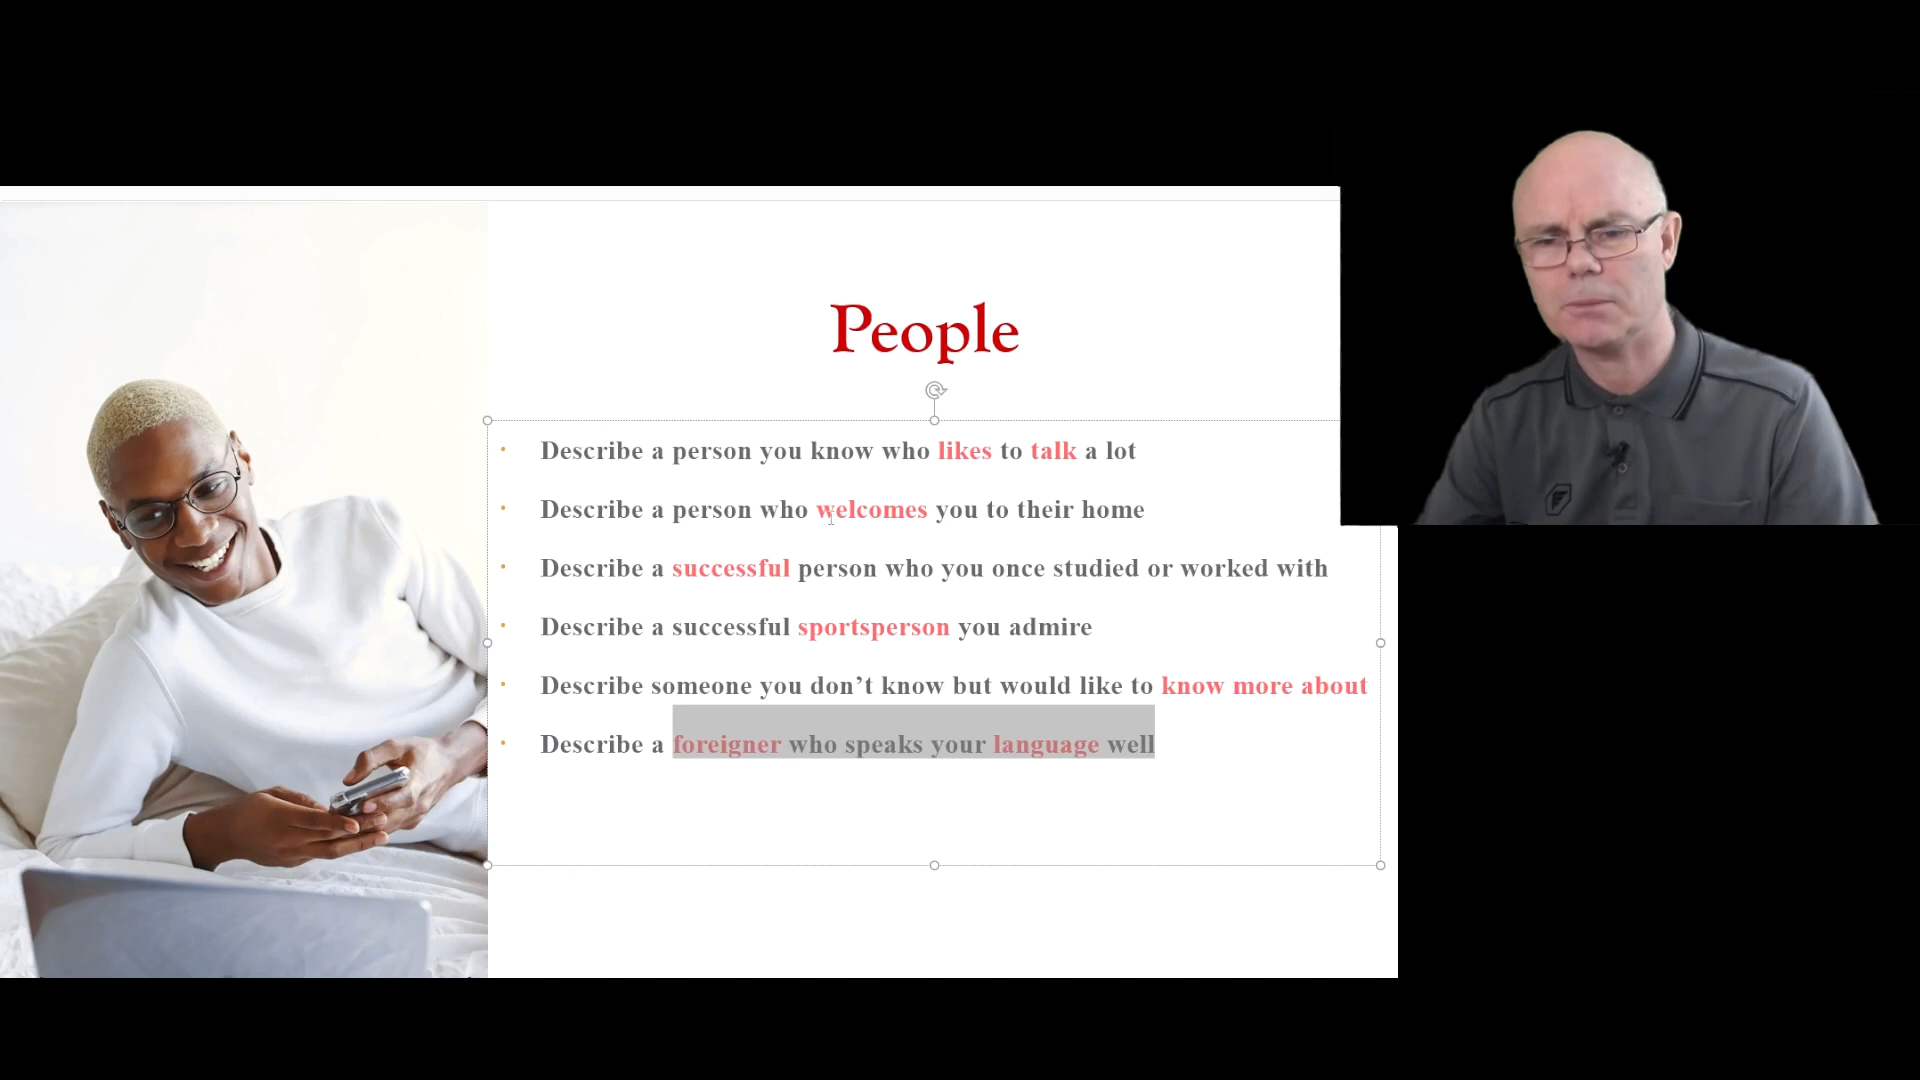 People
• Describe a person you know who likes to talk a lot
• Describe a person who welcomes you to their home
• Describe a successful person who you once studied or worked with
• Describe a successful sportsperson you admire
• Describe someone you don’t know but would like to know more about
• Describe a foreigner who speaks your language well